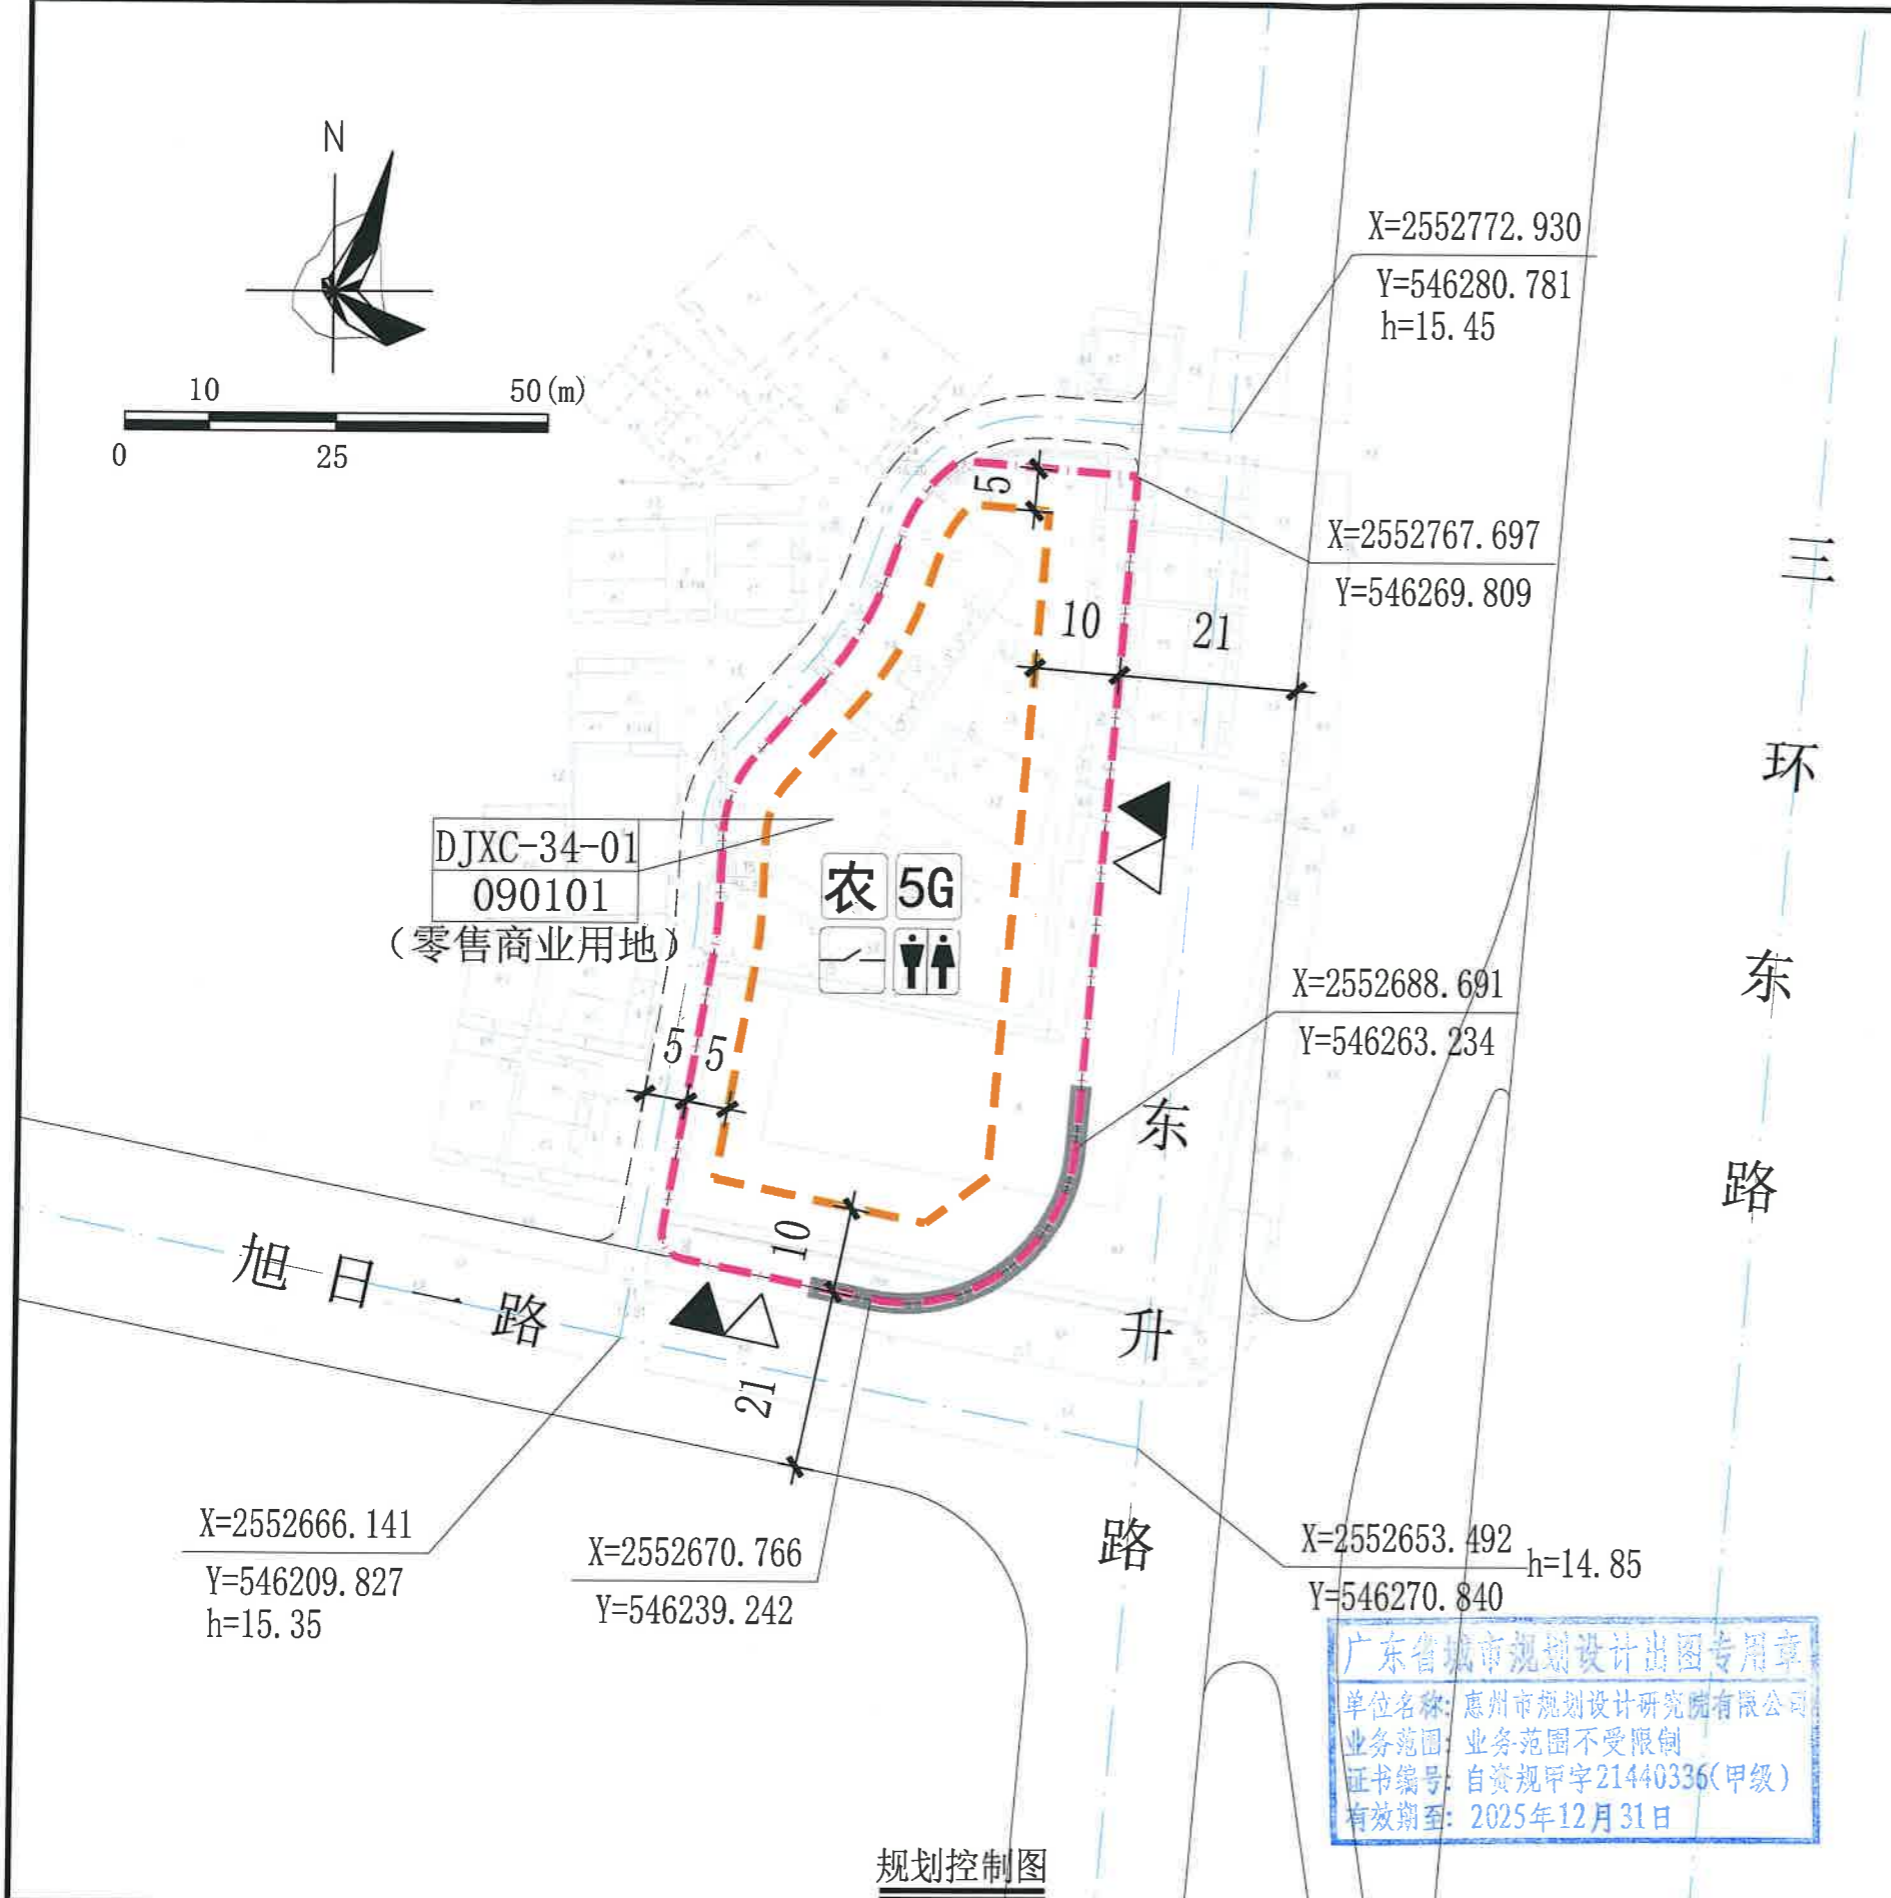 N
10
50(m)
0
25
X=2552772.930
Y=546280.781
h=15.45
X=2552767.697
Y=546269.809
5
10
21
三环东路
DJXC-34-01
090101
(零售商业用地)
农 5G
X=2552688.691
Y=546263.234
5 5
10
21
东升路
旭日一路
X=2552666.141
Y=546209.827
h=15.35
X=2552670.766
Y=546239.242
X=2552653.492
Y=546270.840
h=14.85
广东省城市规划设计出图专用章
单位名称: 惠州市规划设计研究院有限公司
业务范围: 业务范围不受限制
证书编号: 自资规甲字21440336(甲级)
有效期至: 2025年12月31日
规划控制图